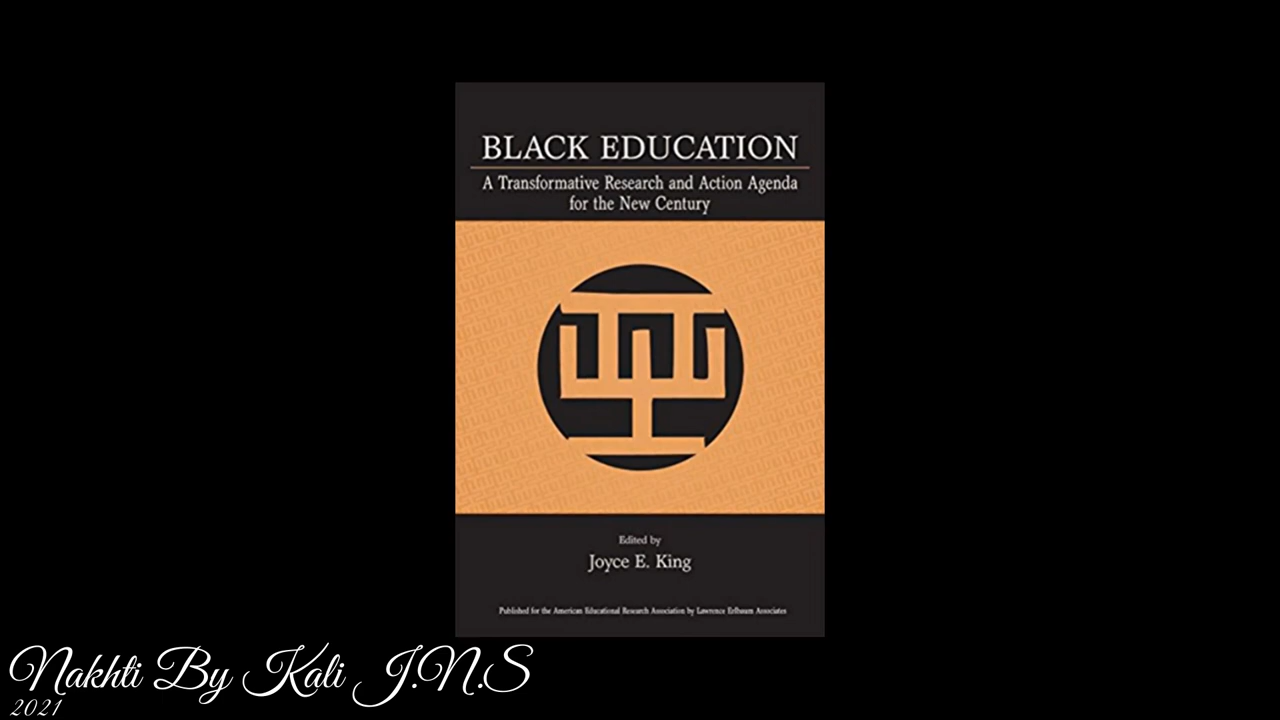 BLACK EDUCATION
A Transformative Research and Action Agenda
for the New Century
Edited by
Joyce E. King
Published for the American Educational Research Association by Lawrence Erlbaum Associates
Nakhti By Kali J.N.S
2021